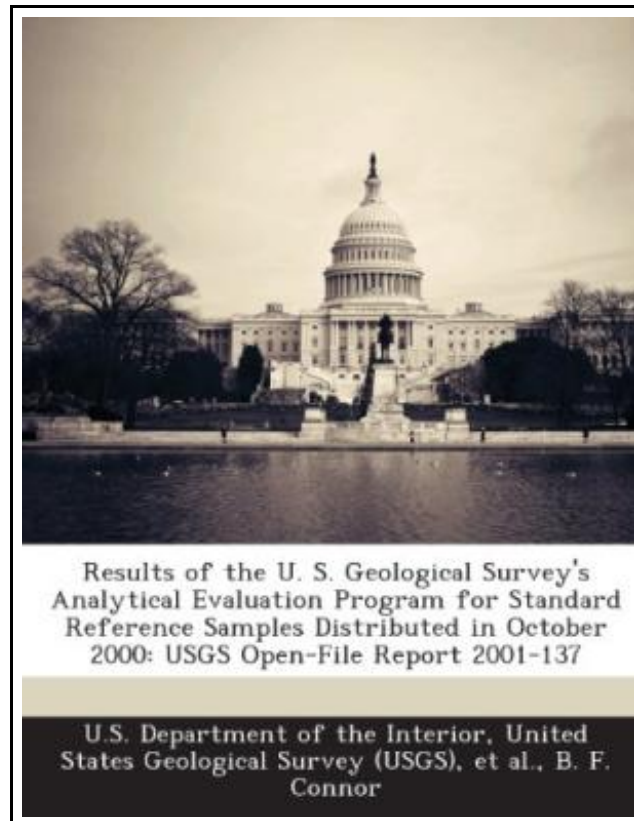 Results of the U. S. Geological Survey's
Analytical Evaluation Program for Standard
Reference Samples Distributed in October
2000: USGS Open-File Report 2001-137
U.S. Department of the Interior, United
States Geological Survey (USGS), et al., B. F.
Connor